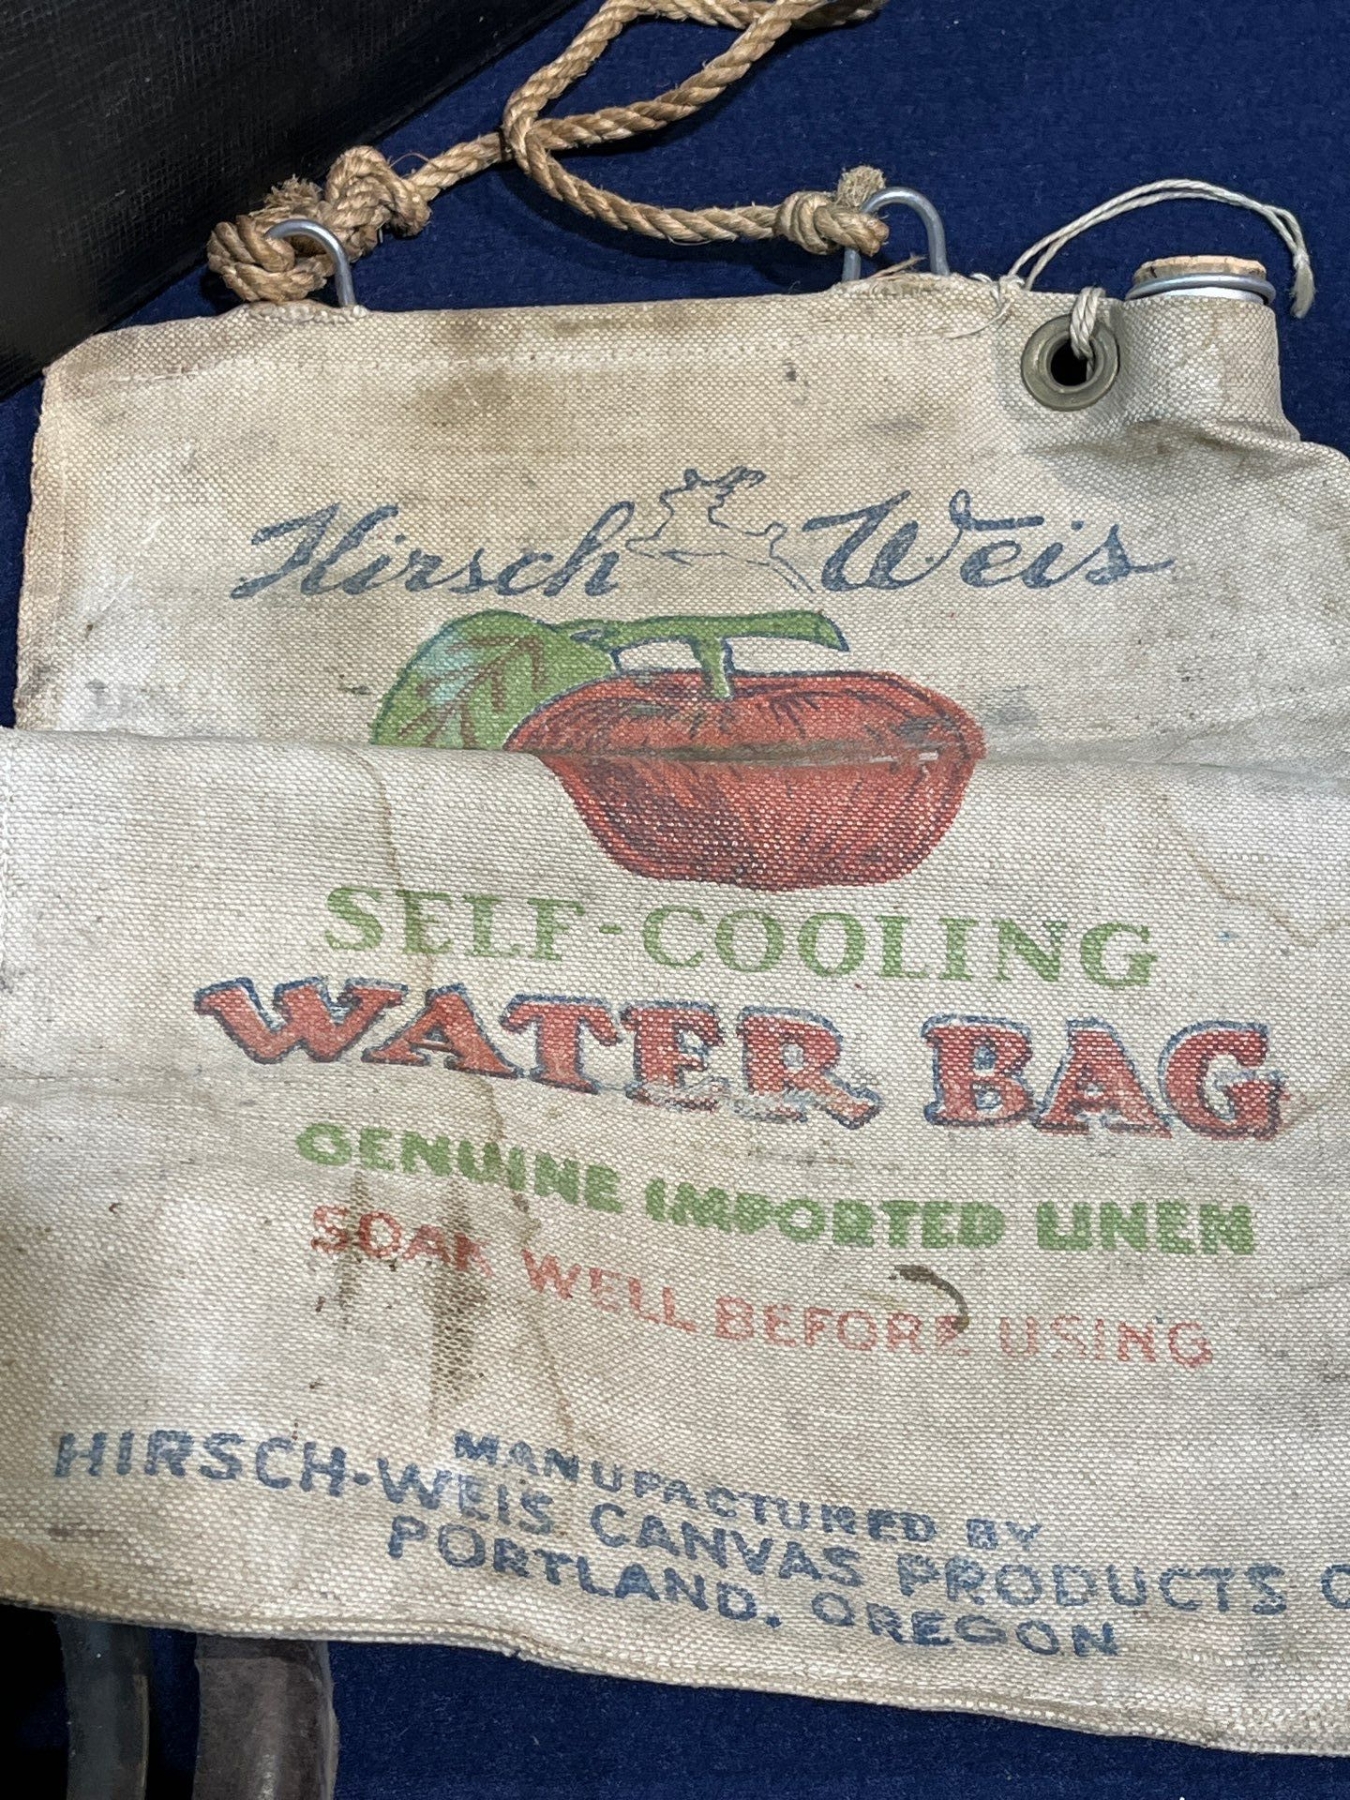 Hirsch Weis
SELF-COOLING
WATER BAG
GENUINE IMPORTED LINEN
SOAK WELL BEFORE USING
MANUFACTURED BY
HIRSCH-WEIS CANVAS PRODUCTS
PORTLAND, OREGON